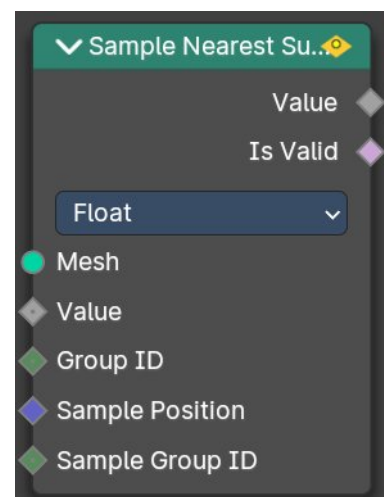 Sample Nearest Su...
Value
Is Valid
Float
Mesh
Value
Group ID
Sample Position
Sample Group ID